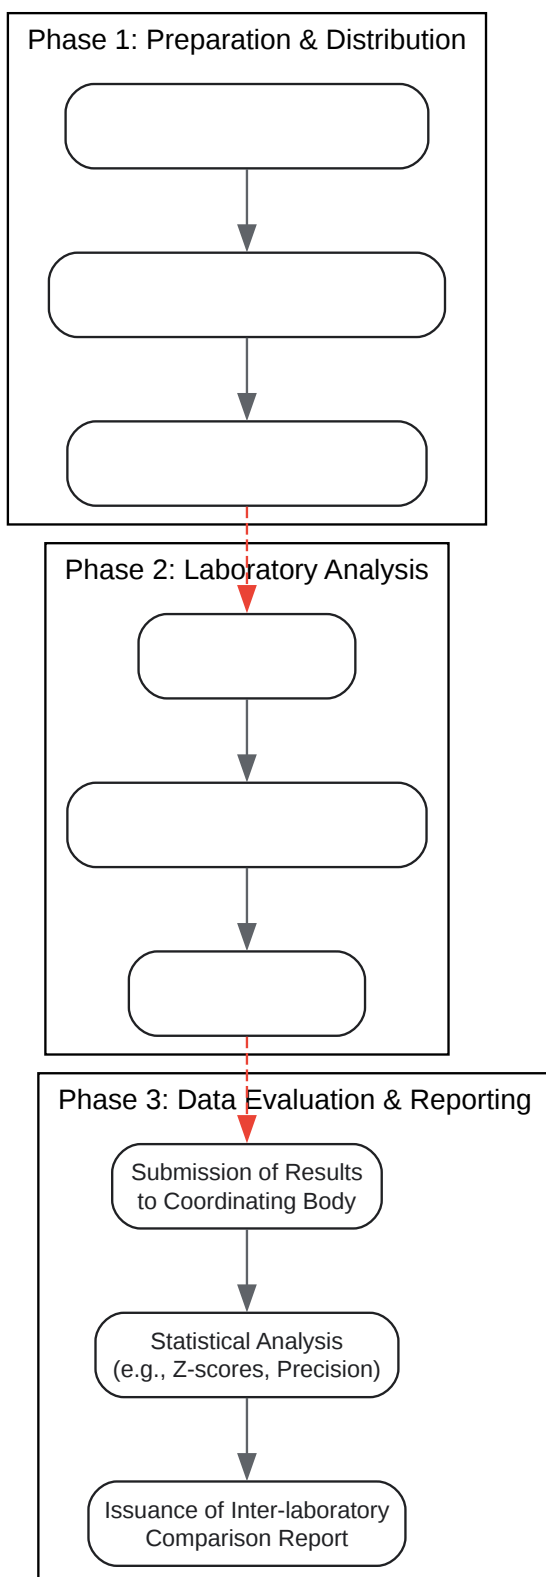 Phase 1: Preparation & Distribution
Phase 2: Laboratory Analysis
Phase 3: Data Evaluation & Reporting
Submission of Results
to Coordinating Body
Statistical Analysis
(e.g., Z-scores, Precision)
Issuance of Inter-laboratory
Comparison Report